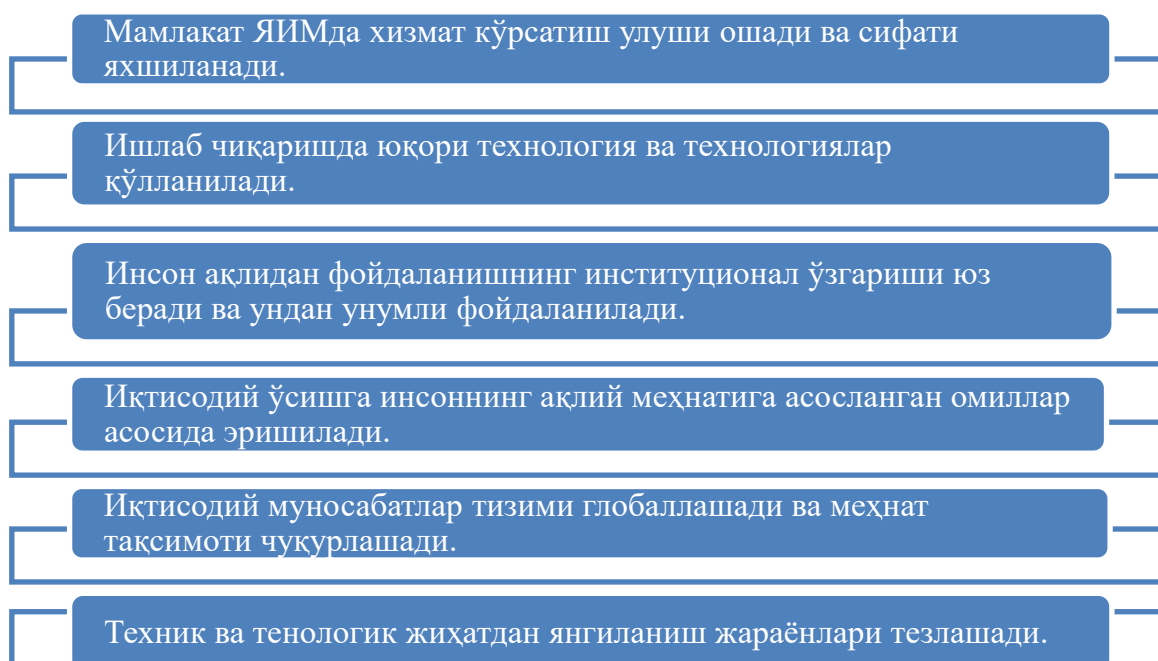 Мамлакат ЯИМда хизмат кўрсатиш улуши ошади ва сифати
яхшиланади.
Ишлаб чиқаришда юқори технология ва технологиялар
қўлланилади.
Инсон ақлидан фойдаланишнинг институционал ўзгариши юз
беради ва ундан унумли фойдаланилади.
Иқтисодий ўсишга инсоннинг ақлий меҳнатига асосланган омиллар
асосида эришилади.
Иқтисодий муносабатлар тизими глобаллашади ва меҳнат
тақсимоти чуқурлашади.
Техник ва тенологик жиҳатдан янгиланиш жараёнлари тезлашади.